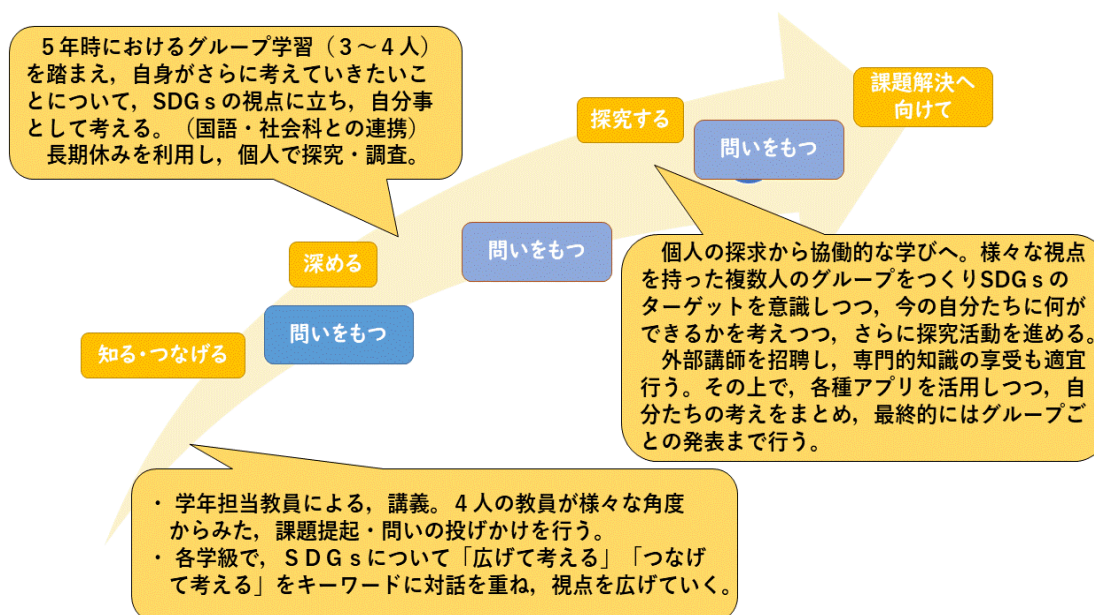 ５年時におけるグループ学習（３～４人）
を踏まえ，自身がさらに考えていきたいこ
とについて，SDGｓの視点に立ち，自分事
として考える。（国語・社会科との連携）
長期休みを利用し，個人で探究・調査。
課題解決へ
向けて
探究する
問いをもつ
問いをもつ
深める
問いをもつ
知る・つなげる
個人の探求から協働的な学びへ。様々な視点
を持った複数人のグループをつくりSDGｓの
ターゲットを意識しつつ，今の自分たちに何が
できるかを考えつつ，さらに探究活動を進める。
外部講師を招聘し，専門的知識の享受も適宜
行う。その上で，各種アプリを活用しつつ，自
分たちの考えをまとめ，最終的にはグループご
との発表まで行う。
・ 学年担当教員による，講義。４人の教員が様々な角度
からみた，課題提起・問いの投げかけを行う。
・ 各学級で，ＳＤＧｓについて「広げて考える」「つなげ
て考える」をキーワードに対話を重ね，視点を広げていく。